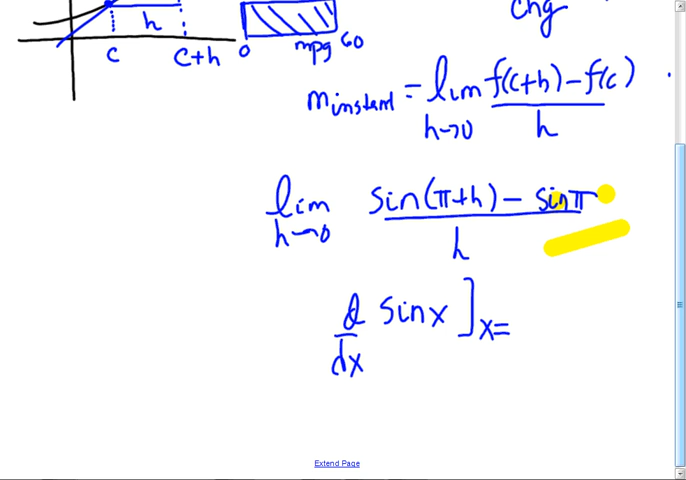 chg
h
c c+h 0 mpg 60
m instant = lim h→0 f(c+h) – f(c) / h
lim h→0 sin(π+h) – sin π / h
d/dx sin x ] x=
Extend Page